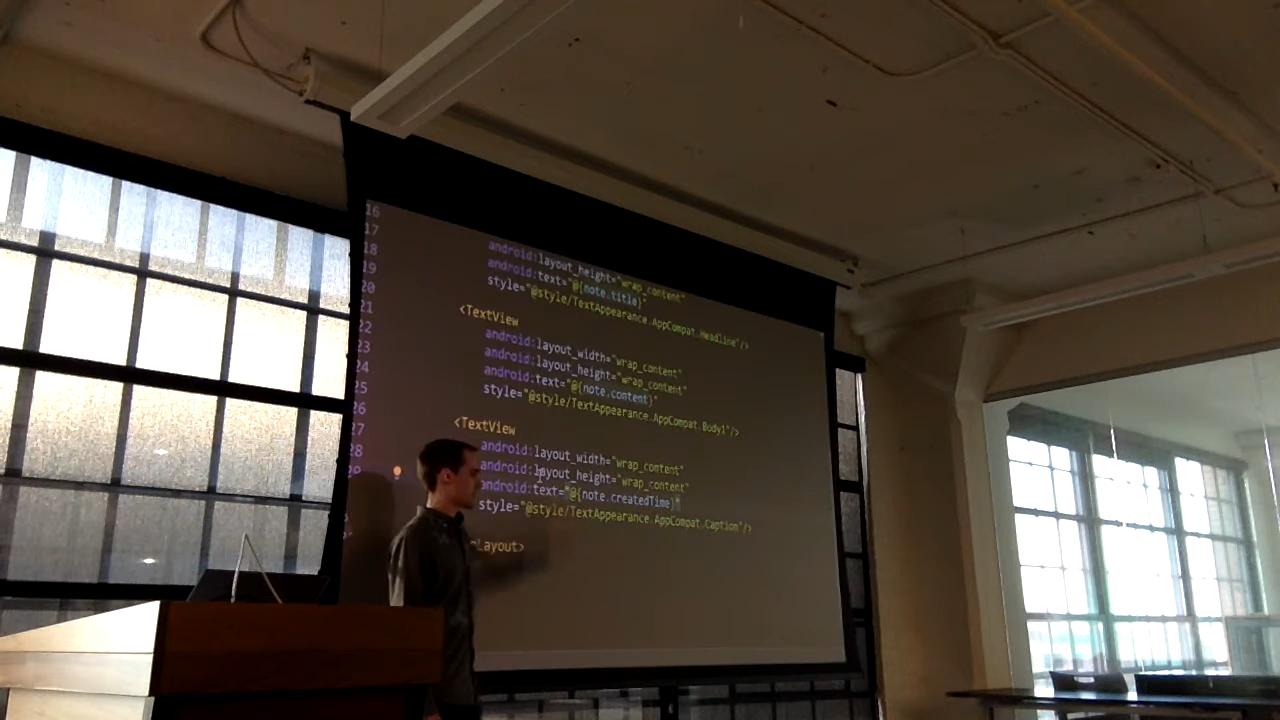 16
17
18 android:layout_height="wrap_content"
19 android:text="@{note.title}"
20 style="@style/TextAppearance.AppCompat.Headline"/>
21 <TextView
22 android:layout_width="wrap_content"
23 android:layout_height="wrap_content"
24 android:text="@{note.content}"
25 style="@style/TextAppearance.AppCompat.Body1"/>
26 <TextView
27 android:layout_width="wrap_content"
28 android:layout_height="wrap_content"
29 android:text="@{note.createdTime}"
style="@style/TextAppearance.AppCompat.Caption"/>
Layout>